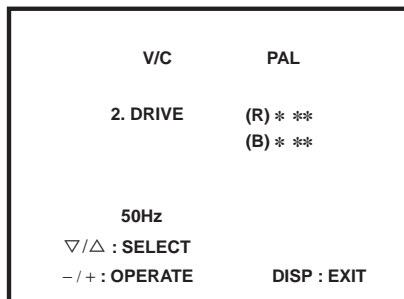 V/C PAL
2. DRIVE (R) * **
(B) * **
50Hz
▽/△ : SELECT
– / + : OPERATE DISP : EXIT